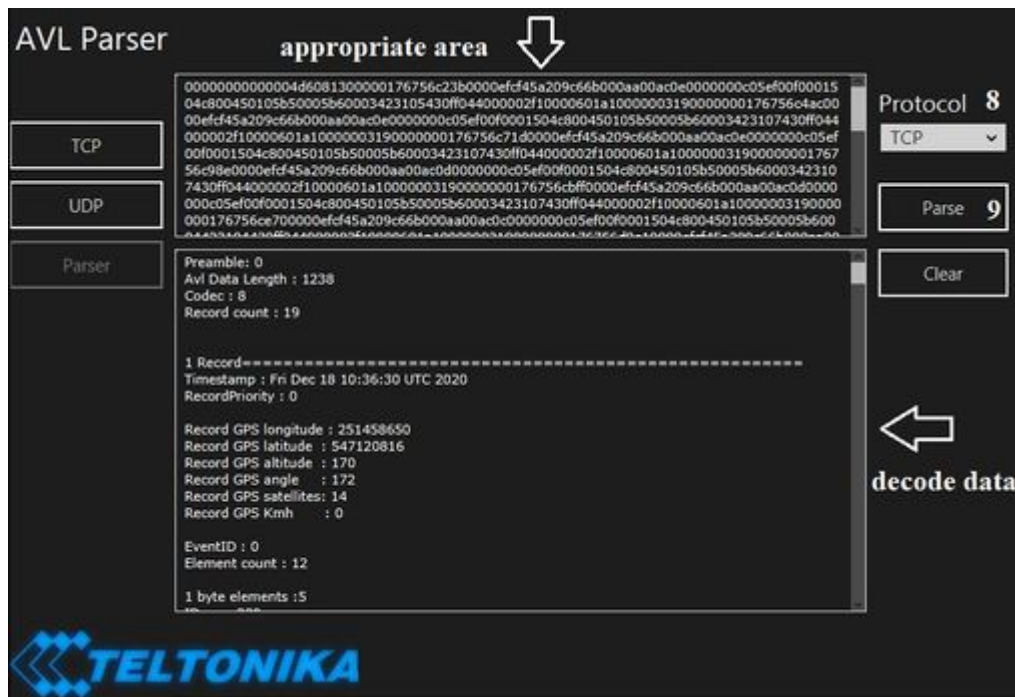 AVL Parser
appropriate area
00000000000004d6081300000176756c23b0000efcf45a209c66b000aa00ac0e0000000c05ef00f00015
04c800450105b50005b60003423105430ff044000002f10000601a1000000319000000017675​6c4ac00
00efcf45a209c66b000aa00ac0e0000000c05ef00f0001504c800450105b50005b60003423107430ff044
000002f10000601a10000003190000000176756c71d0000efcf45a209c66b000aa00ac0e0000000c05ef
00f0001504c800450105b50005b60003423107430ff044000002f10000601a1000000319000000001767
56c98e0000efcf45a209c66b000aa00ac0d0000000c05ef00f0001504c800450105b50005b6000342310
7430ff044000002f10000601a10000003190000000176756cbff0000efcf45a209c66b000aa00ac0d0000
000c05ef00f0001504c800450105b50005b60003423107430ff044000002f10000601a10000003190000
000176756ce700000efcf45a209c66b000aa00ac0c0000000c05ef00f0001504c800450105b50005b600
Protocol 8
TCP
TCP
UDP
Parse 9
Parser
Clear
Preamble: 0
Avl Data Length : 1238
Codec : 8
Record count : 19
1 Record=======================================================
Timestamp : Fri Dec 18 10:36:30 UTC 2020
RecordPriority : 0
Record GPS longitude : 251458650
Record GPS latitude : 547120816
Record GPS altitude : 170
Record GPS angle : 172
Record GPS satellites: 14
Record GPS Kmh : 0
decode data
EventID : 0
Element count : 12
1 byte elements :5
TELTONIKA